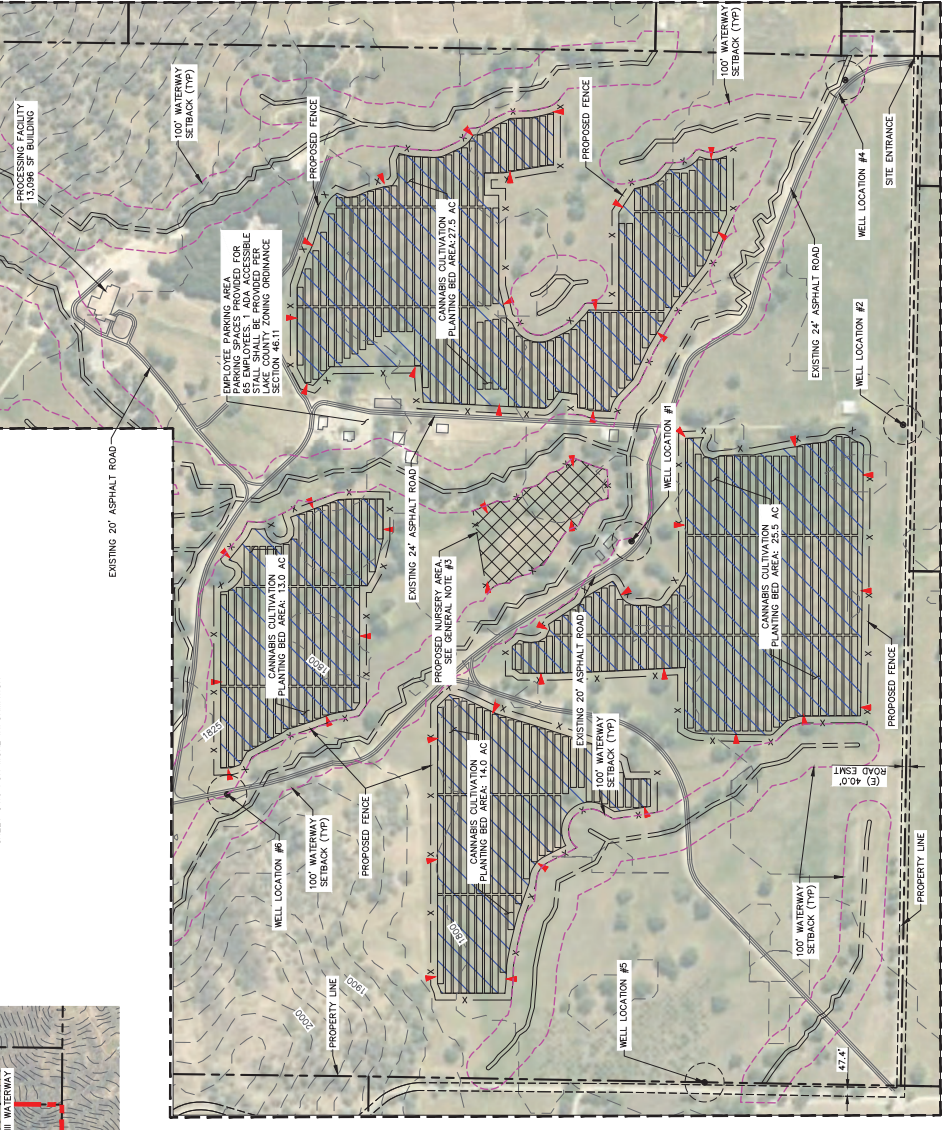 PROCESSING FACILITY
13,096 SF BUILDING
100' WATERWAY
SETBACK (TYP)
PROPOSED FENCE
EMPLOYEE PARKING AREA
PARKING SPACES PROVIDED FOR
65 EMPLOYEES. 1 ADA ACCESSIBLE
STALL SHALL BE PROVIDED PER
LAKE COUNTY ZONING ORDINANCE
SECTION 46.11
CANNABIS CULTIVATION
PLANTING BED AREA: 27.5 AC
PROPOSED FENCE
100' WATERWAY
SETBACK (TYP)
WELL LOCATION #4
SITE ENTRANCE
EXISTING 24' ASPHALT ROAD
WELL LOCATION #2
EXISTING 20' ASPHALT ROAD
EXISTING 24' ASPHALT ROAD
WELL LOCATION #1
CANNABIS CULTIVATION
PLANTING BED AREA: 13.0 AC
1800
1825
PROPOSED NURSERY AREA.
SEE GENERAL NOTE #3
CANNABIS CULTIVATION
PLANTING BED AREA: 25.5 AC
EXISTING 20' ASPHALT ROAD
PROPOSED FENCE
100' WATERWAY
SETBACK (TYP)
(E) 40.0'
ROAD ESMT
CANNABIS CULTIVATION
PLANTING BED AREA: 14.0 AC
1800
WELL LOCATION #6
100' WATERWAY
SETBACK (TYP)
PROPOSED FENCE
100' WATERWAY
SETBACK (TYP)
PROPERTY LINE
2000
1900
PROPERTY LINE
WELL LOCATION #5
47.4'
III WATERWAY